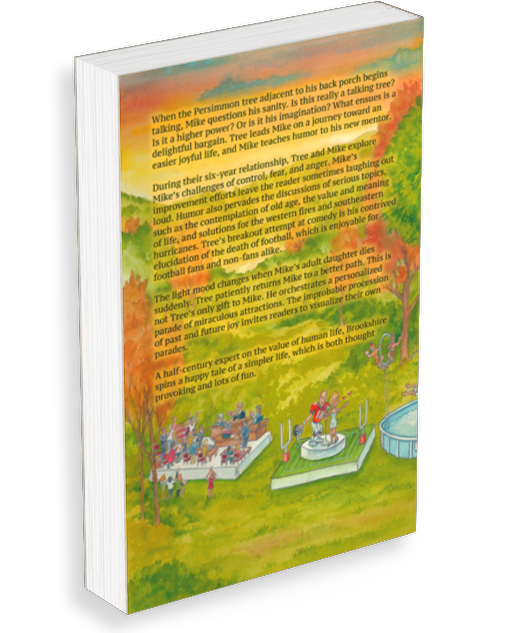 When the Persimmon tree adjacent to his back porch begins
talking, Mike questions his sanity. Is this really a talking tree?
Is it a higher power? Or is it his imagination? What ensues is a
delightful bargain. Tree leads Mike on a journey toward an
easier joyful life, and Mike teaches humor to his new mentor.
During their six-year relationship, Tree and Mike explore
Mike's challenges of control, fear, and anger. Mike's
improvement efforts leave the reader sometimes laughing out
loud. Humor also pervades the discussions of serious topics,
such as the contemplation of old age, the value and meaning
of life, and solutions for the western fires and southeastern
hurricanes. Tree's breakout attempt at comedy is his contrived
elucidation of the death of football, which is enjoyable for
football fans and non-fans alike.
The light mood changes when Mike's adult daughter dies
suddenly. Tree patiently returns Mike to a better path. This is
not Tree's only gift to Mike. He orchestrates a personalized
parade of miraculous attractions. The improbable procession
of past and future joy invites readers to visualize their own
parades.
A half-century expert on the value of human life, Brookshire
spins a happy tale of a simpler life, which is both thought
provoking and lots of fun.